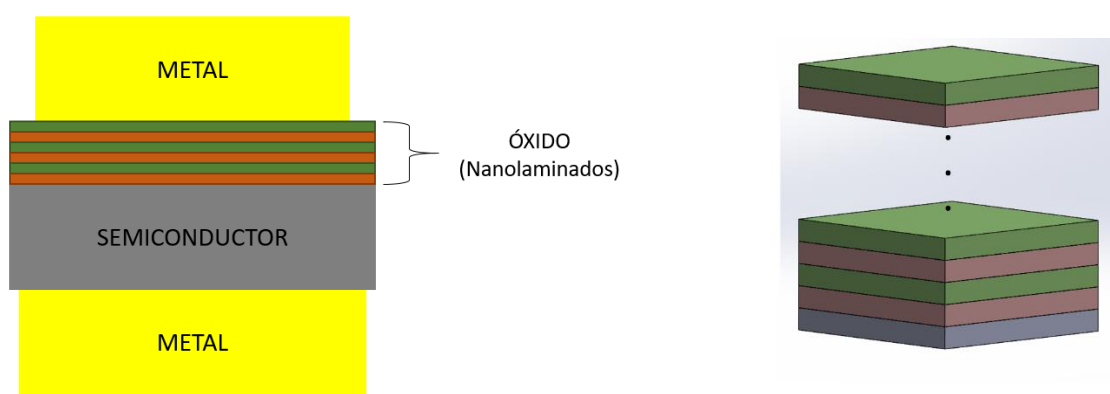 METAL
ÓXIDO
(Nanolaminados)
SEMICONDUCTOR
METAL